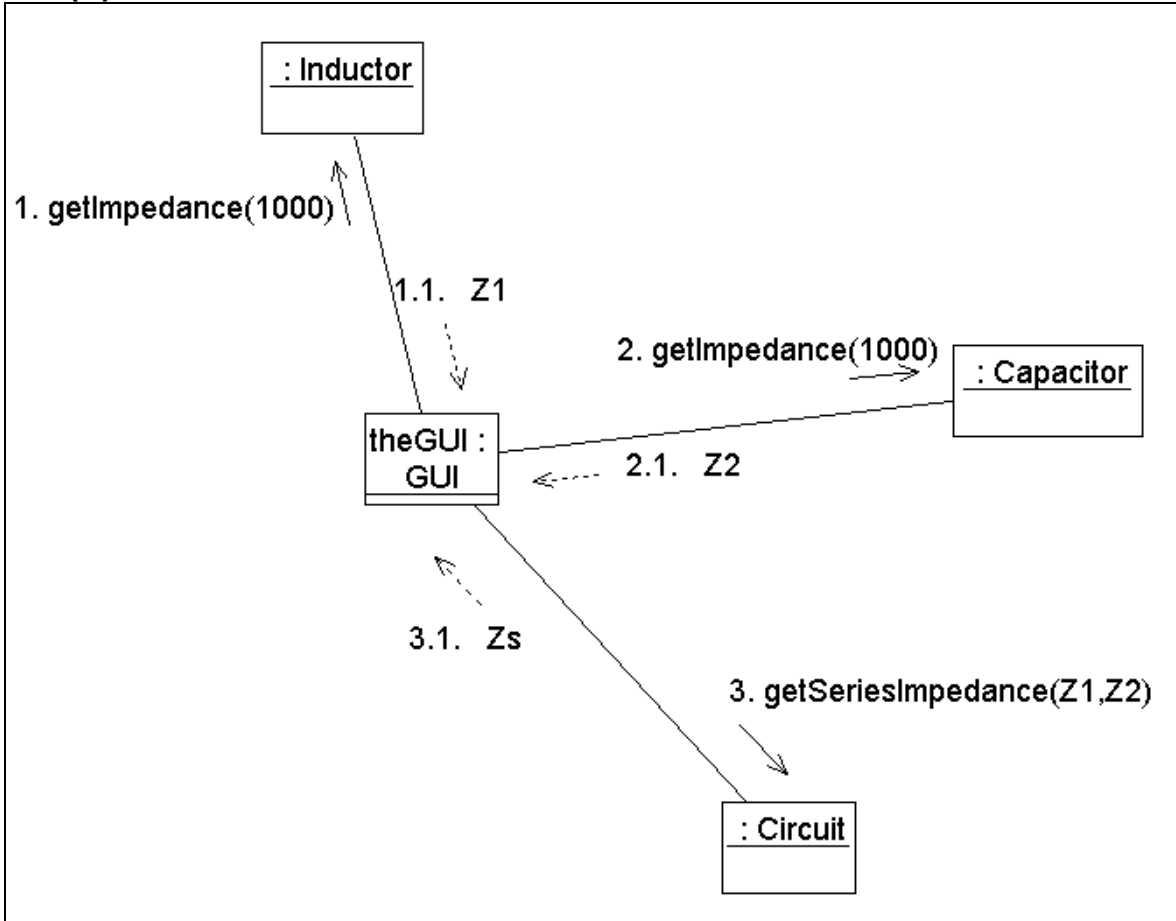 : Inductor
1. getImpedance(1000)
1.1. Z1
2. getImpedance(1000)
: Capacitor
theGUI :
GUI
2.1. Z2
3.1. Zs
3. getSeriesImpedance(Z1,Z2)
: Circuit